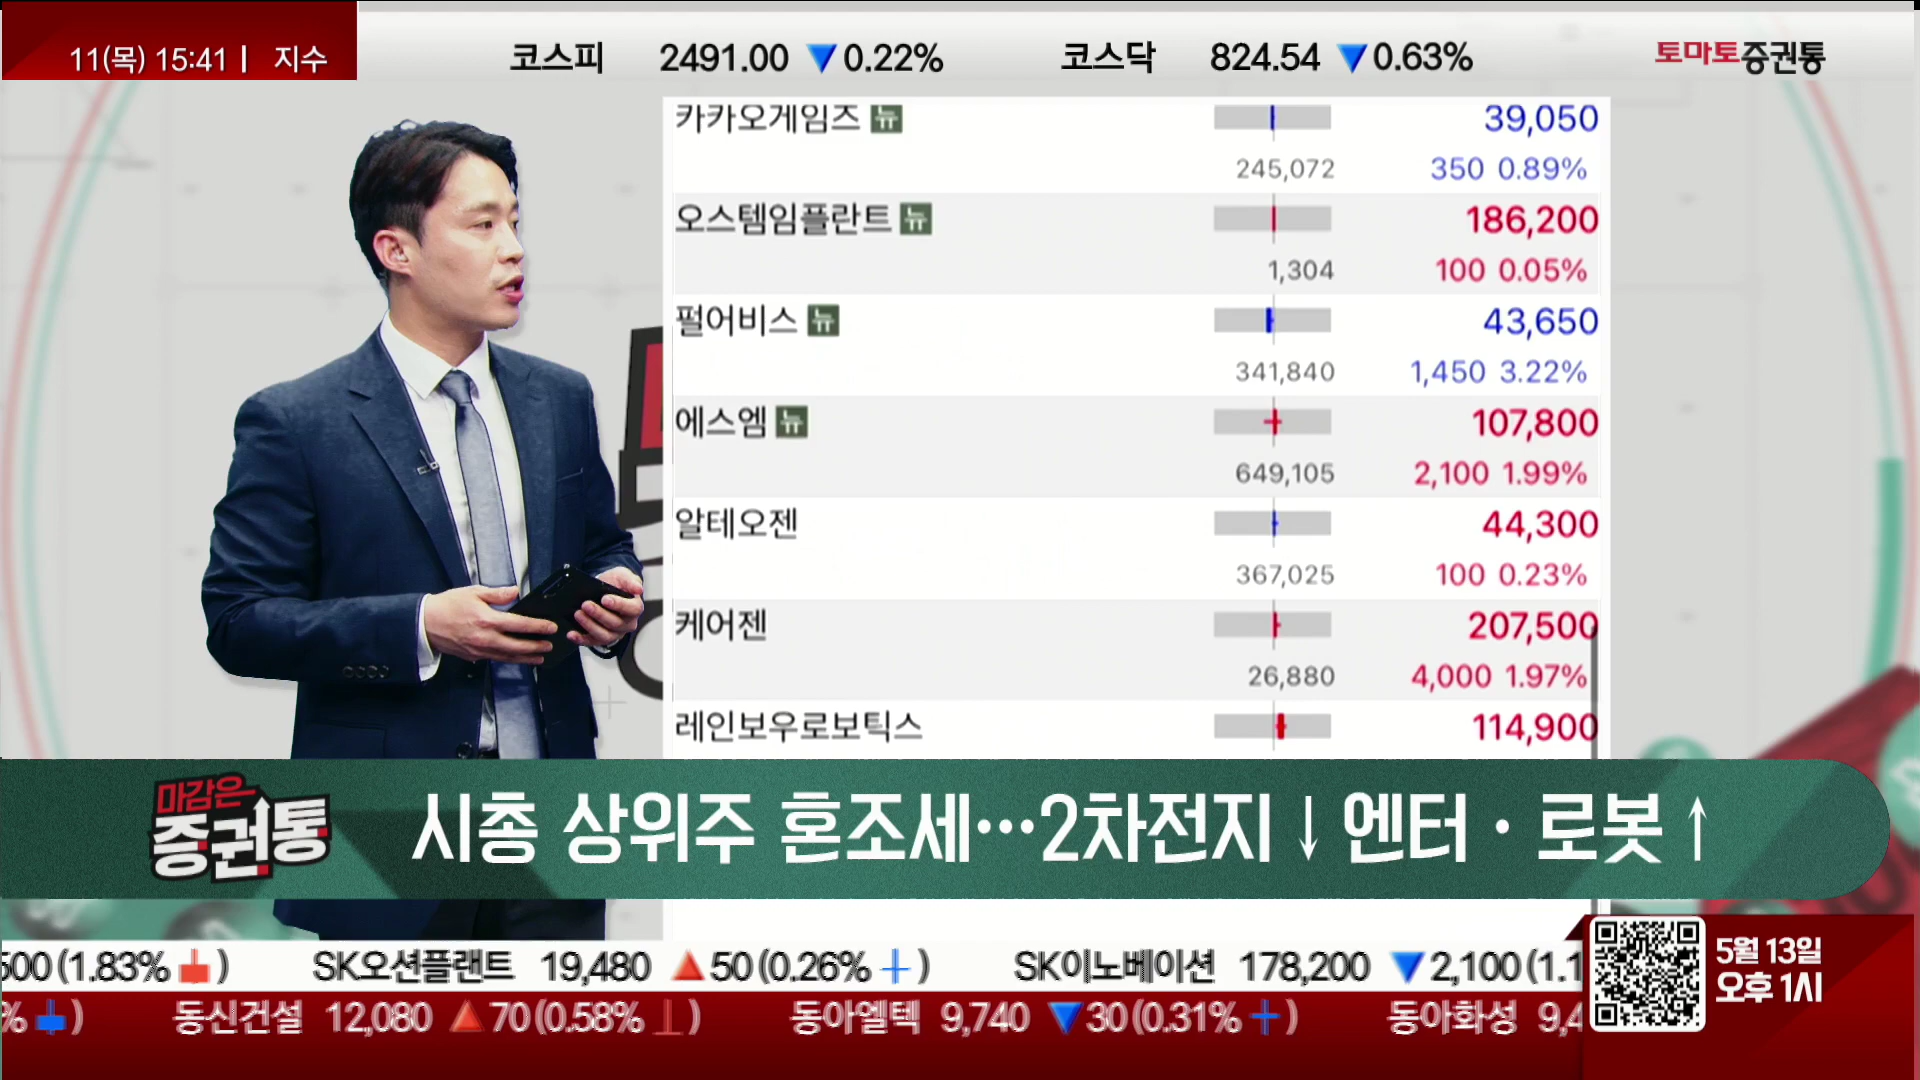 11(목) 15:41 | 지수
코스피 2491.00 ▼0.22%
코스닥 824.54 ▼0.63%
토마토증권통
카카오게임즈 뉴 39,050
245,072 350 0.89%
오스템임플란트 뉴 186,200
1,304 100 0.05%
펄어비스 뉴 43,650
341,840 1,450 3.22%
에스엠 뉴 107,800
649,105 2,100 1.99%
알테오젠 44,300
367,025 100 0.23%
케어젠 207,500
26,880 4,000 1.97%
레인보우로보틱스 114,900
마감은 증권통
시총 상위주 혼조세…2차전지↓엔터·로봇↑
500(1.83% ) SK오션플랜트 19,480 ▲50(0.26% ) SK이노베이션 178,200 ▼2,100(1.1
% ) 동신건설 12,080 ▲70(0.58% ) 동아엘텍 9,740 ▼30(0.31% ) 동아화성 9,4
5월 13일
오후 1시